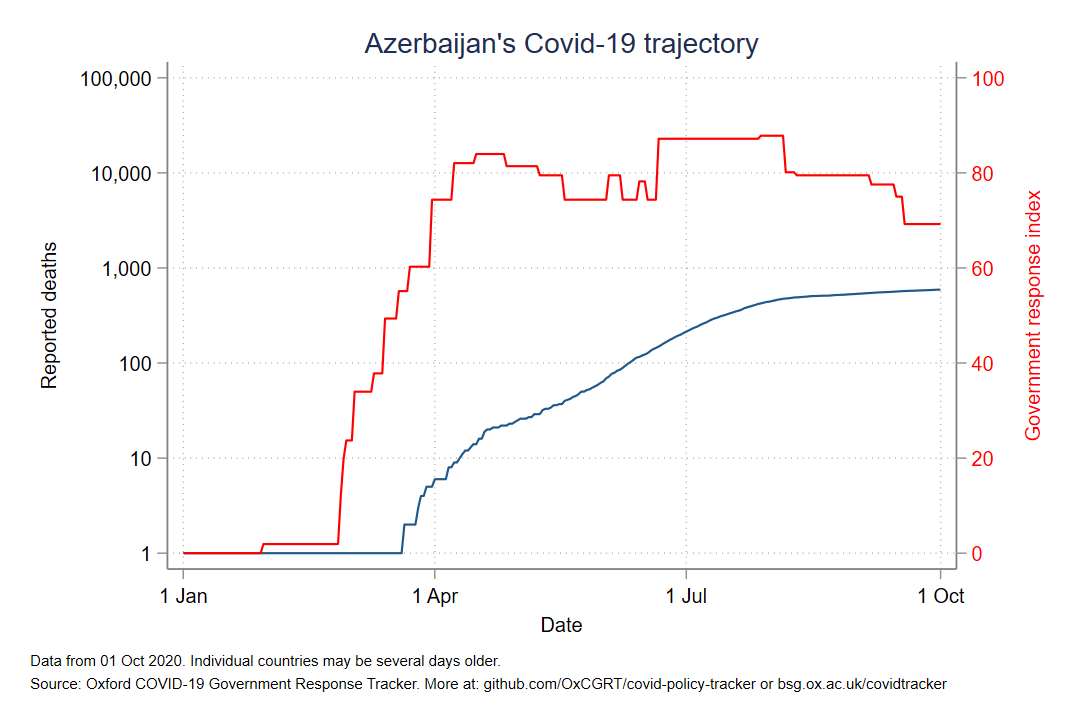 Azerbaijan's Covid-19 trajectory
100,000
10,000
1,000
100
10
1
Reported deaths
100
80
60
40
20
0
Government response index
1 Jan
1 Apr
1 Jul
1 Oct
Date
Data from 01 Oct 2020. Individual countries may be several days older.
Source: Oxford COVID-19 Government Response Tracker. More at: github.com/OxCGRT/covid-policy-tracker or bsg.ox.ac.uk/covidtracker